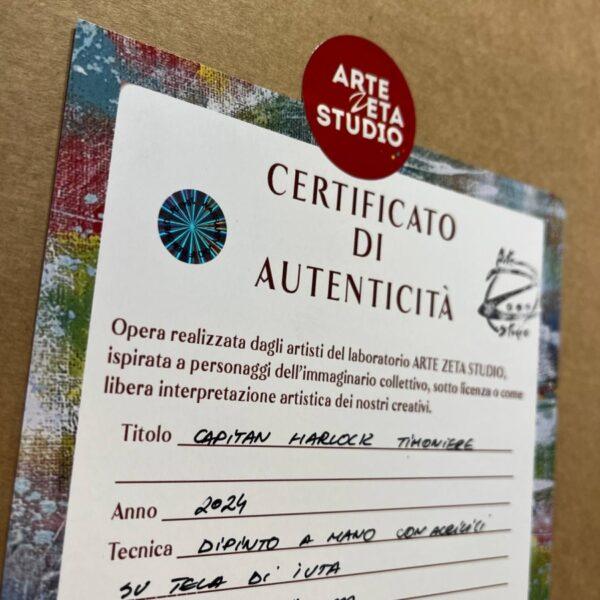 ARTE
ZETA
STUDIO
CERTIFICATO
DI
AUTENTICITÀ
Opera realizzata dagli artisti del laboratorio ARTE ZETA STUDIO,
ispirata a personaggi dell'immaginario collettivo, sotto licenza o come
libera interpretazione artistica dei nostri creativi.
Titolo CAPITAN HARLOCK TIMONIERE
Anno 2024
Tecnica DIPINTO A MANO CON ACRILICI
SU TELA DI IUTA